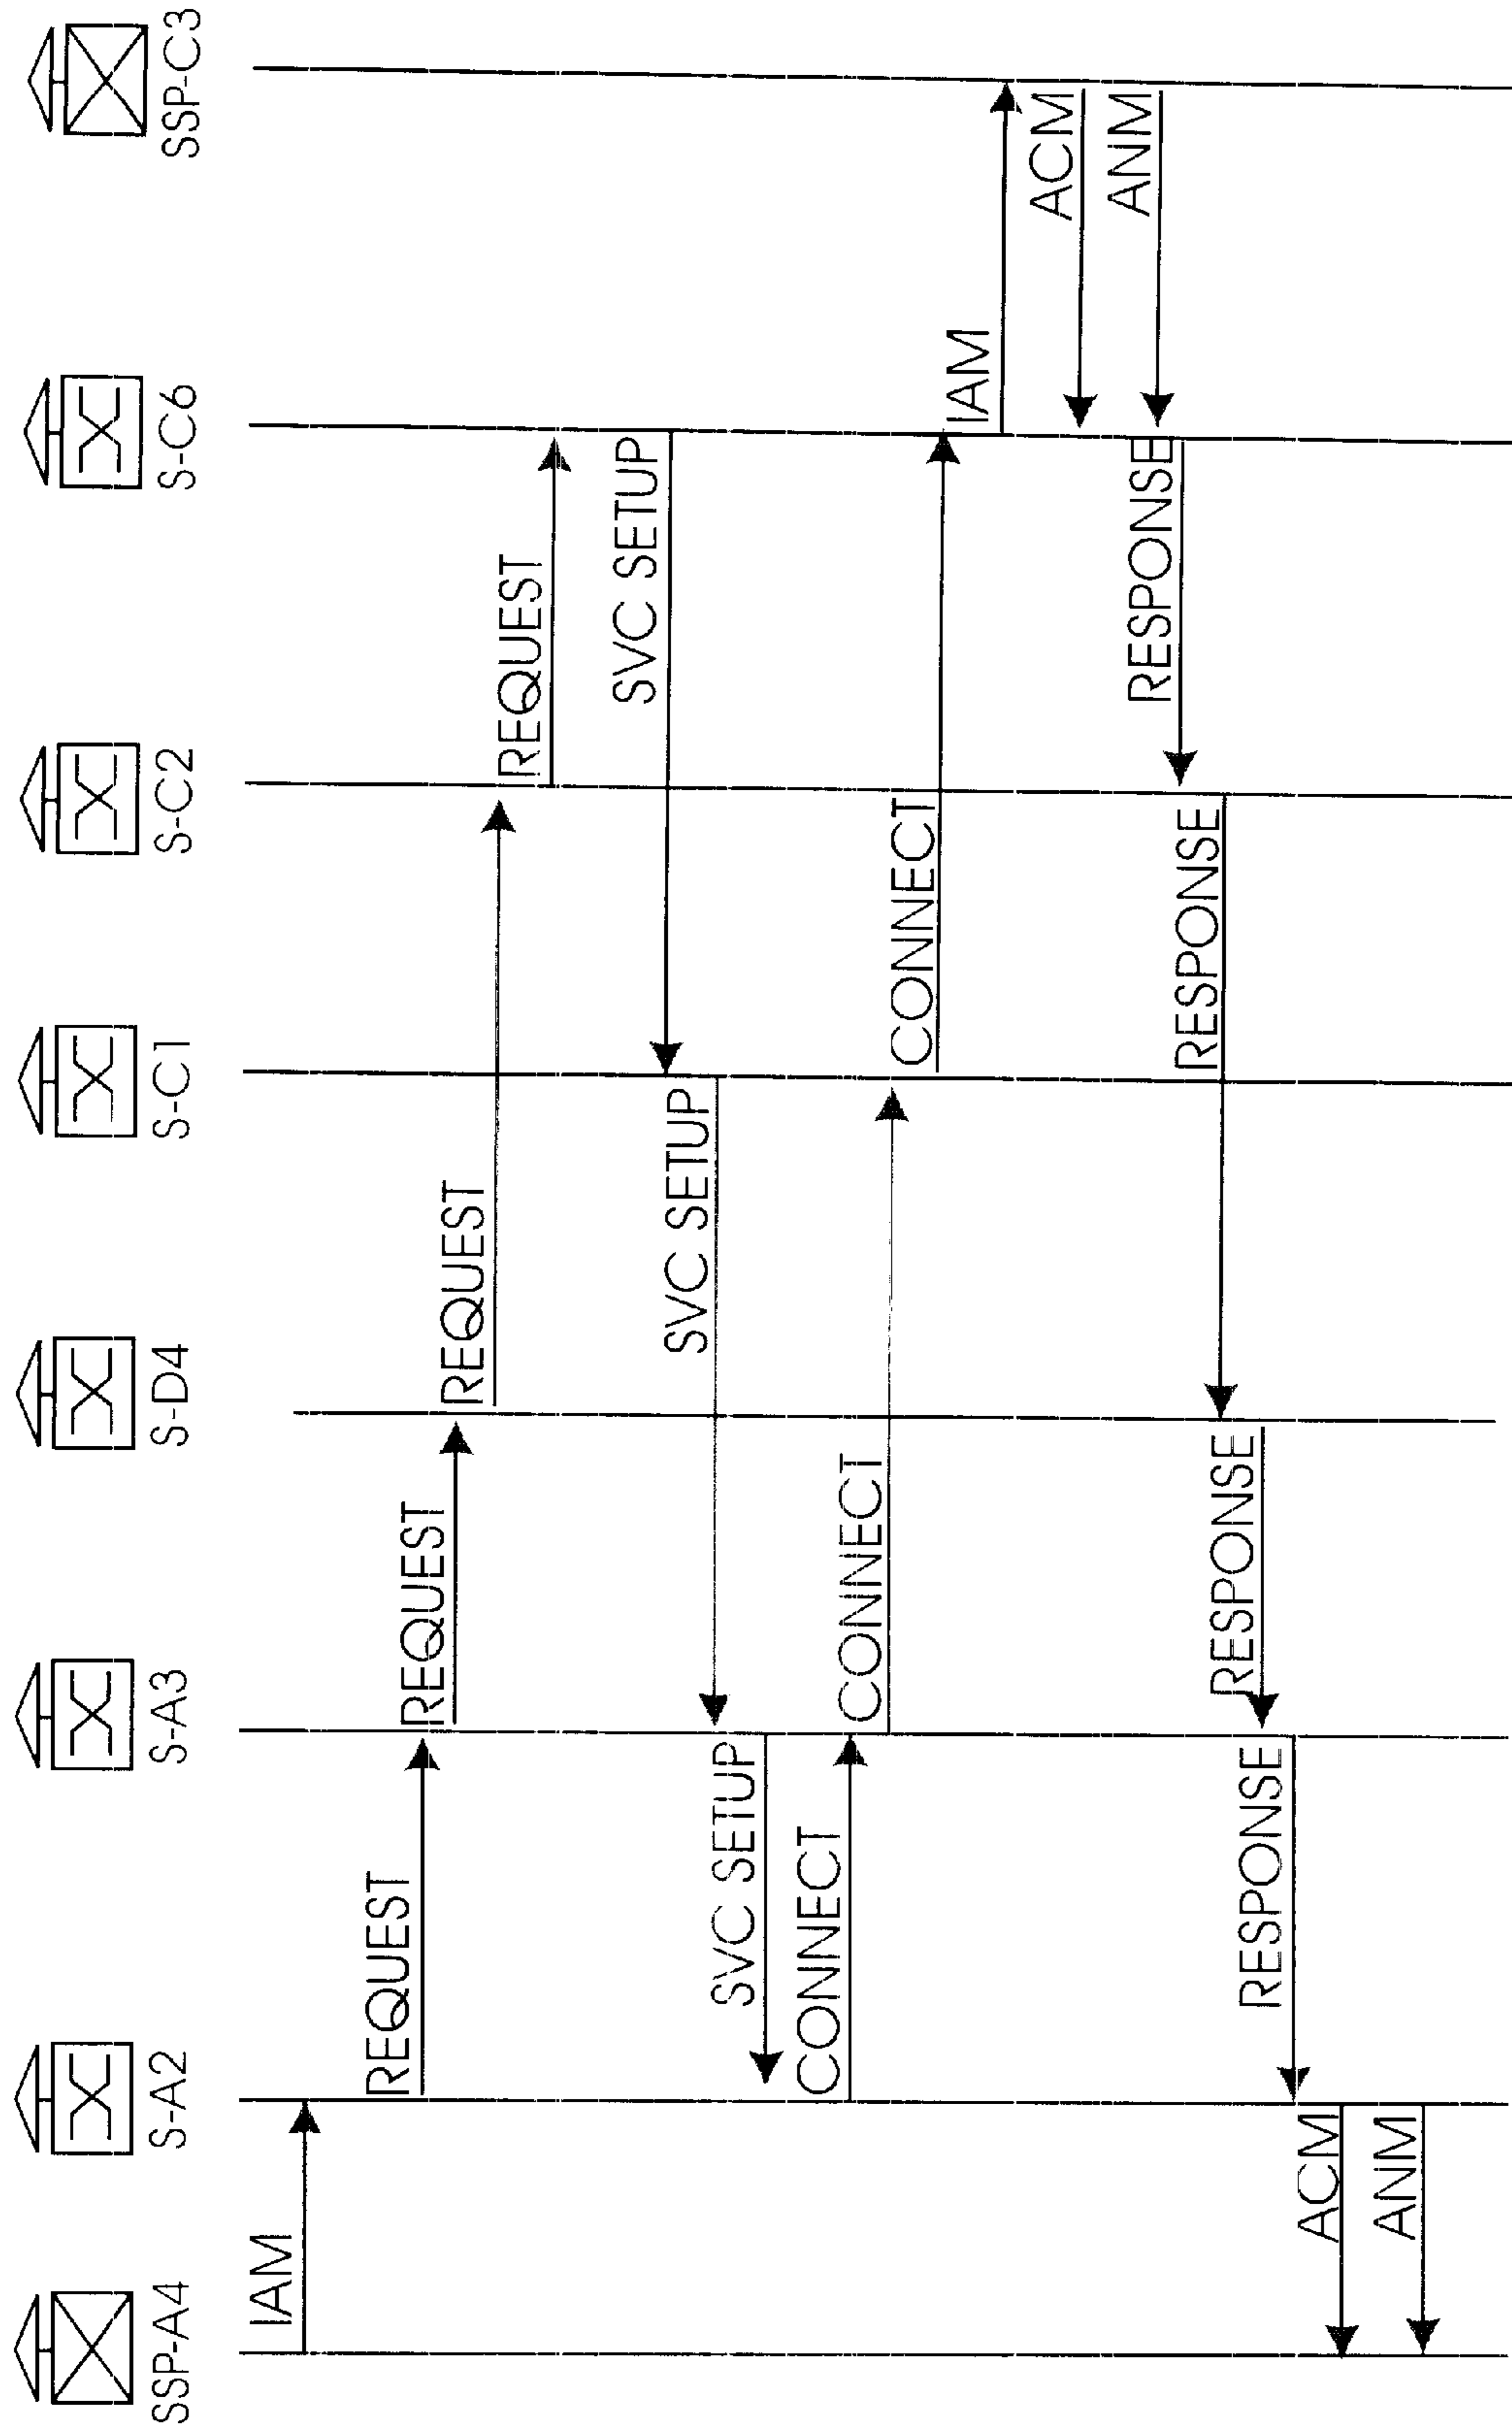 SSP-A4
S-A2
S-A3
S-D4
S-C1
S-C2
S-C6
SSP-C3
IAM
REQUEST
REQUEST
REQUEST
REQUEST
SVC SETUP
SVC SETUP
SVC SETUP
CONNECT
CONNECT
CONNECT
IAM
ACM
ANM
RESPONSE
RESPONSE
RESPONSE
RESPONSE
ACM
ANM